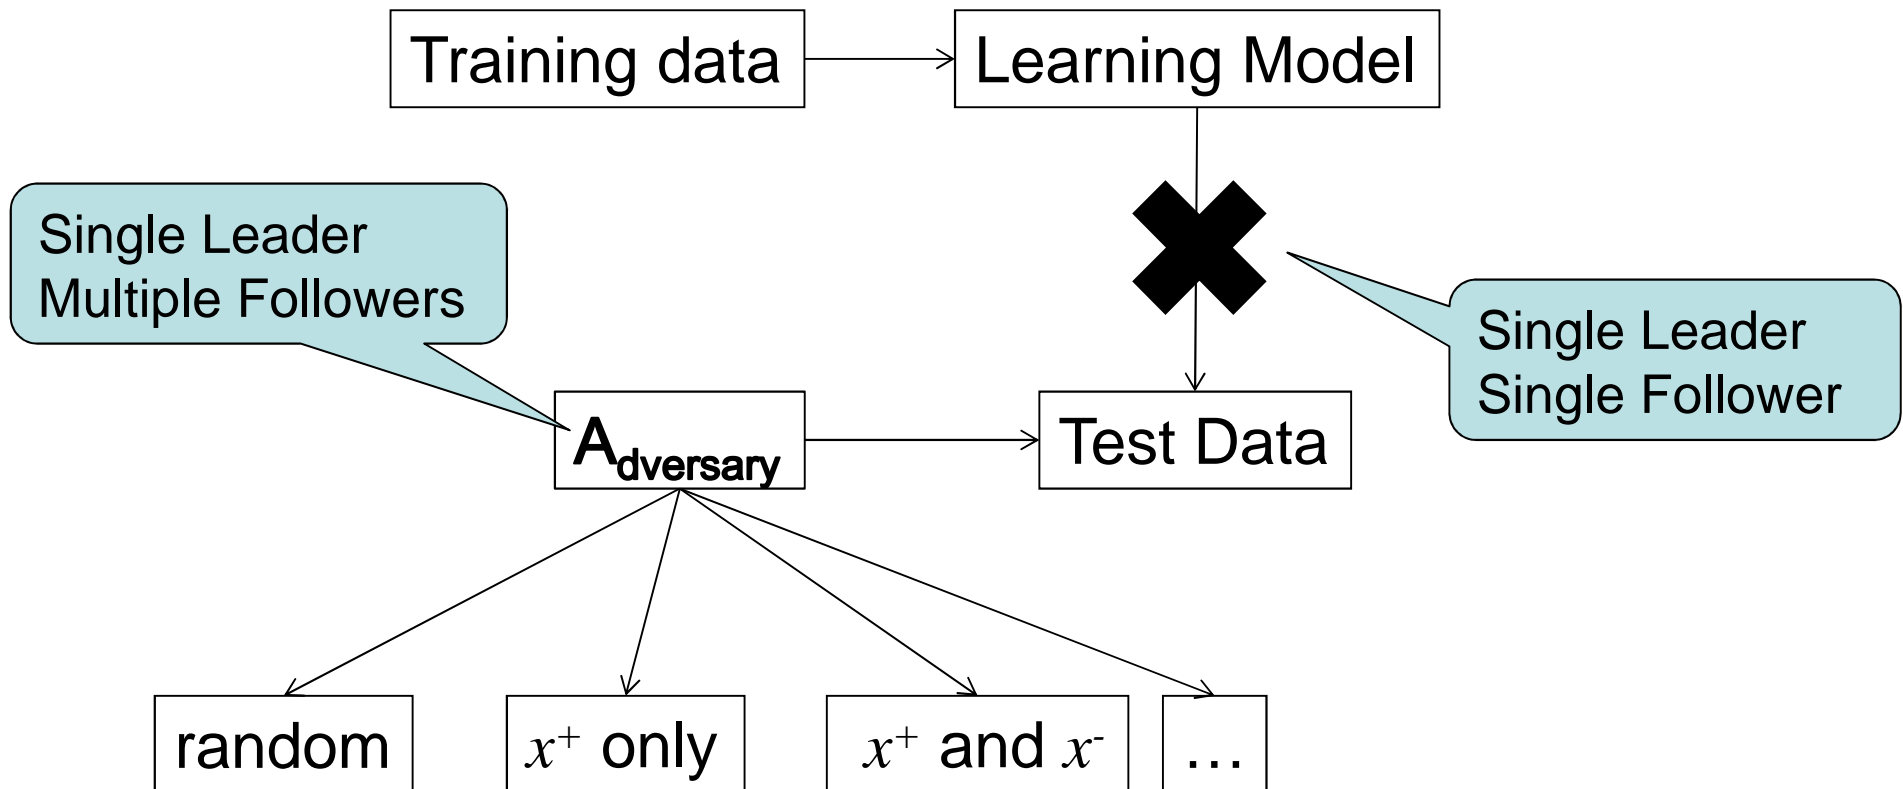 Training data
Learning Model
Single Leader
Multiple Followers
Single Leader
Single Follower
Adversary
Test Data
random
x⁺ only
x⁺ and x⁻
…